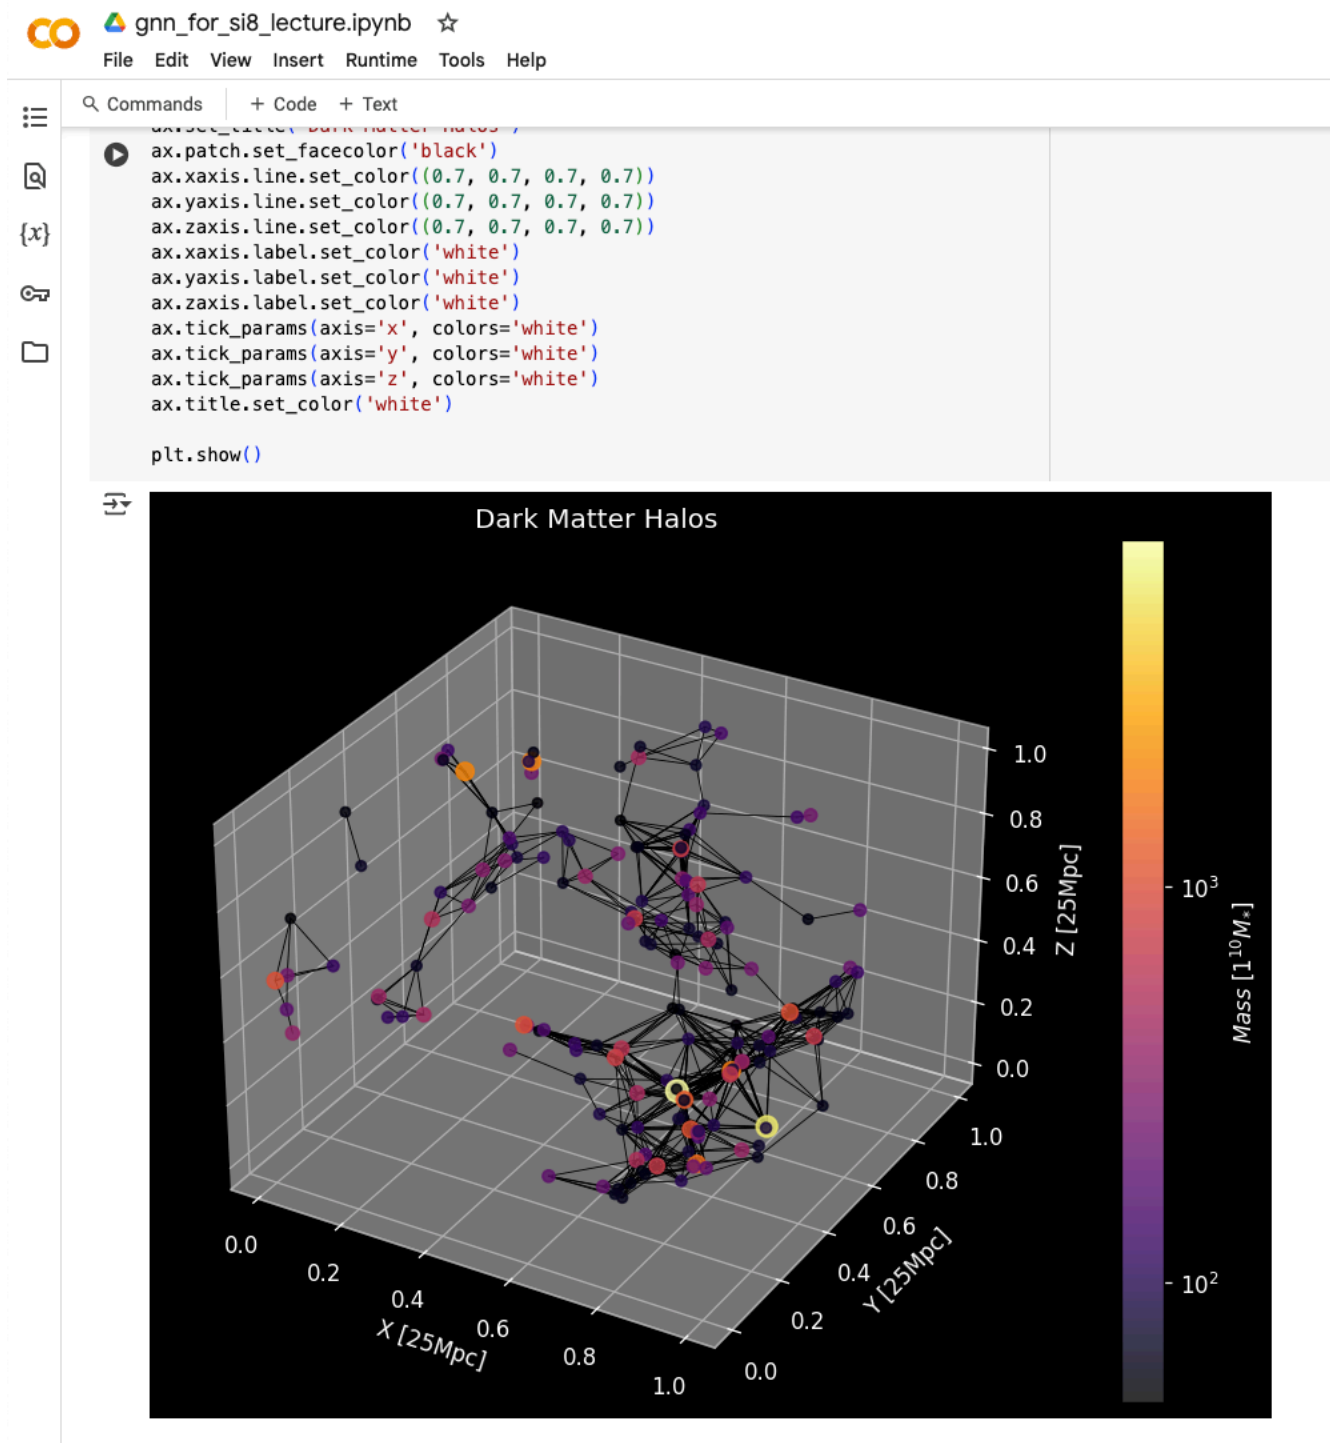 gnn_for_si8_lecture.ipynb
File Edit View Insert Runtime Tools Help
Commands + Code + Text
ax.set_title("Dark Matter Halos")
ax.patch.set_facecolor('black')
ax.xaxis.line.set_color((0.7, 0.7, 0.7, 0.7))
ax.yaxis.line.set_color((0.7, 0.7, 0.7, 0.7))
ax.zaxis.line.set_color((0.7, 0.7, 0.7, 0.7))
ax.xaxis.label.set_color('white')
ax.yaxis.label.set_color('white')
ax.zaxis.label.set_color('white')
ax.tick_params(axis='x', colors='white')
ax.tick_params(axis='y', colors='white')
ax.tick_params(axis='z', colors='white')
ax.title.set_color('white')
plt.show()
{x}
Dark Matter Halos
1.0
0.8
0.6
0.4
0.2
0.0
Z [25Mpc]
1.0
0.8
0.6
0.4
0.2
0.0
Y [25Mpc]
0.0
0.2
0.4
0.6
0.8
1.0
X [25Mpc]
10³
10²
Mass [1¹⁰M*]